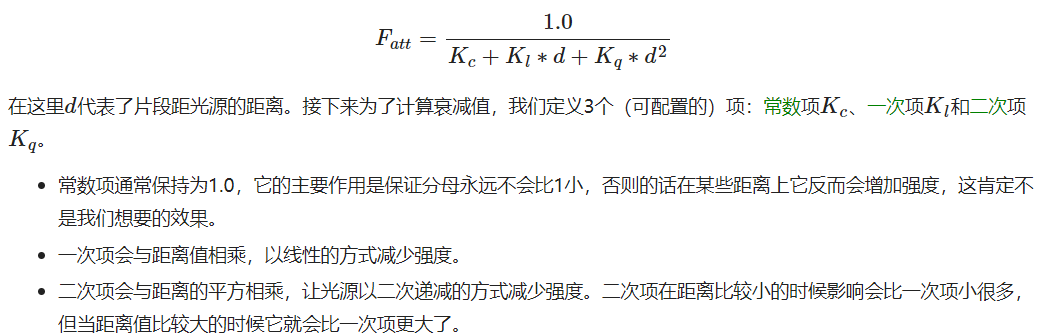 F_att = 1.0 / (K_c + K_l * d + K_q * d²)
在这里d代表了片段距光源的距离。接下来为了计算衰减值，我们定义3个（可配置的）项：常数项K_c、一次项K_l和二次项
K_q。
• 常数项通常保持为1.0，它的主要作用是保证分母永远不会比1小，否则的话在某些距离上它反而会增加强度，这肯定不
是我们想要的效果。
• 一次项会与距离值相乘，以线性的方式减少强度。
• 二次项会与距离的平方相乘，让光源以二次递减的方式减少强度。二次项在距离比较小的时候影响会比一次项小很多，
但当距离值比较大的时候它就会比一次项更大了。